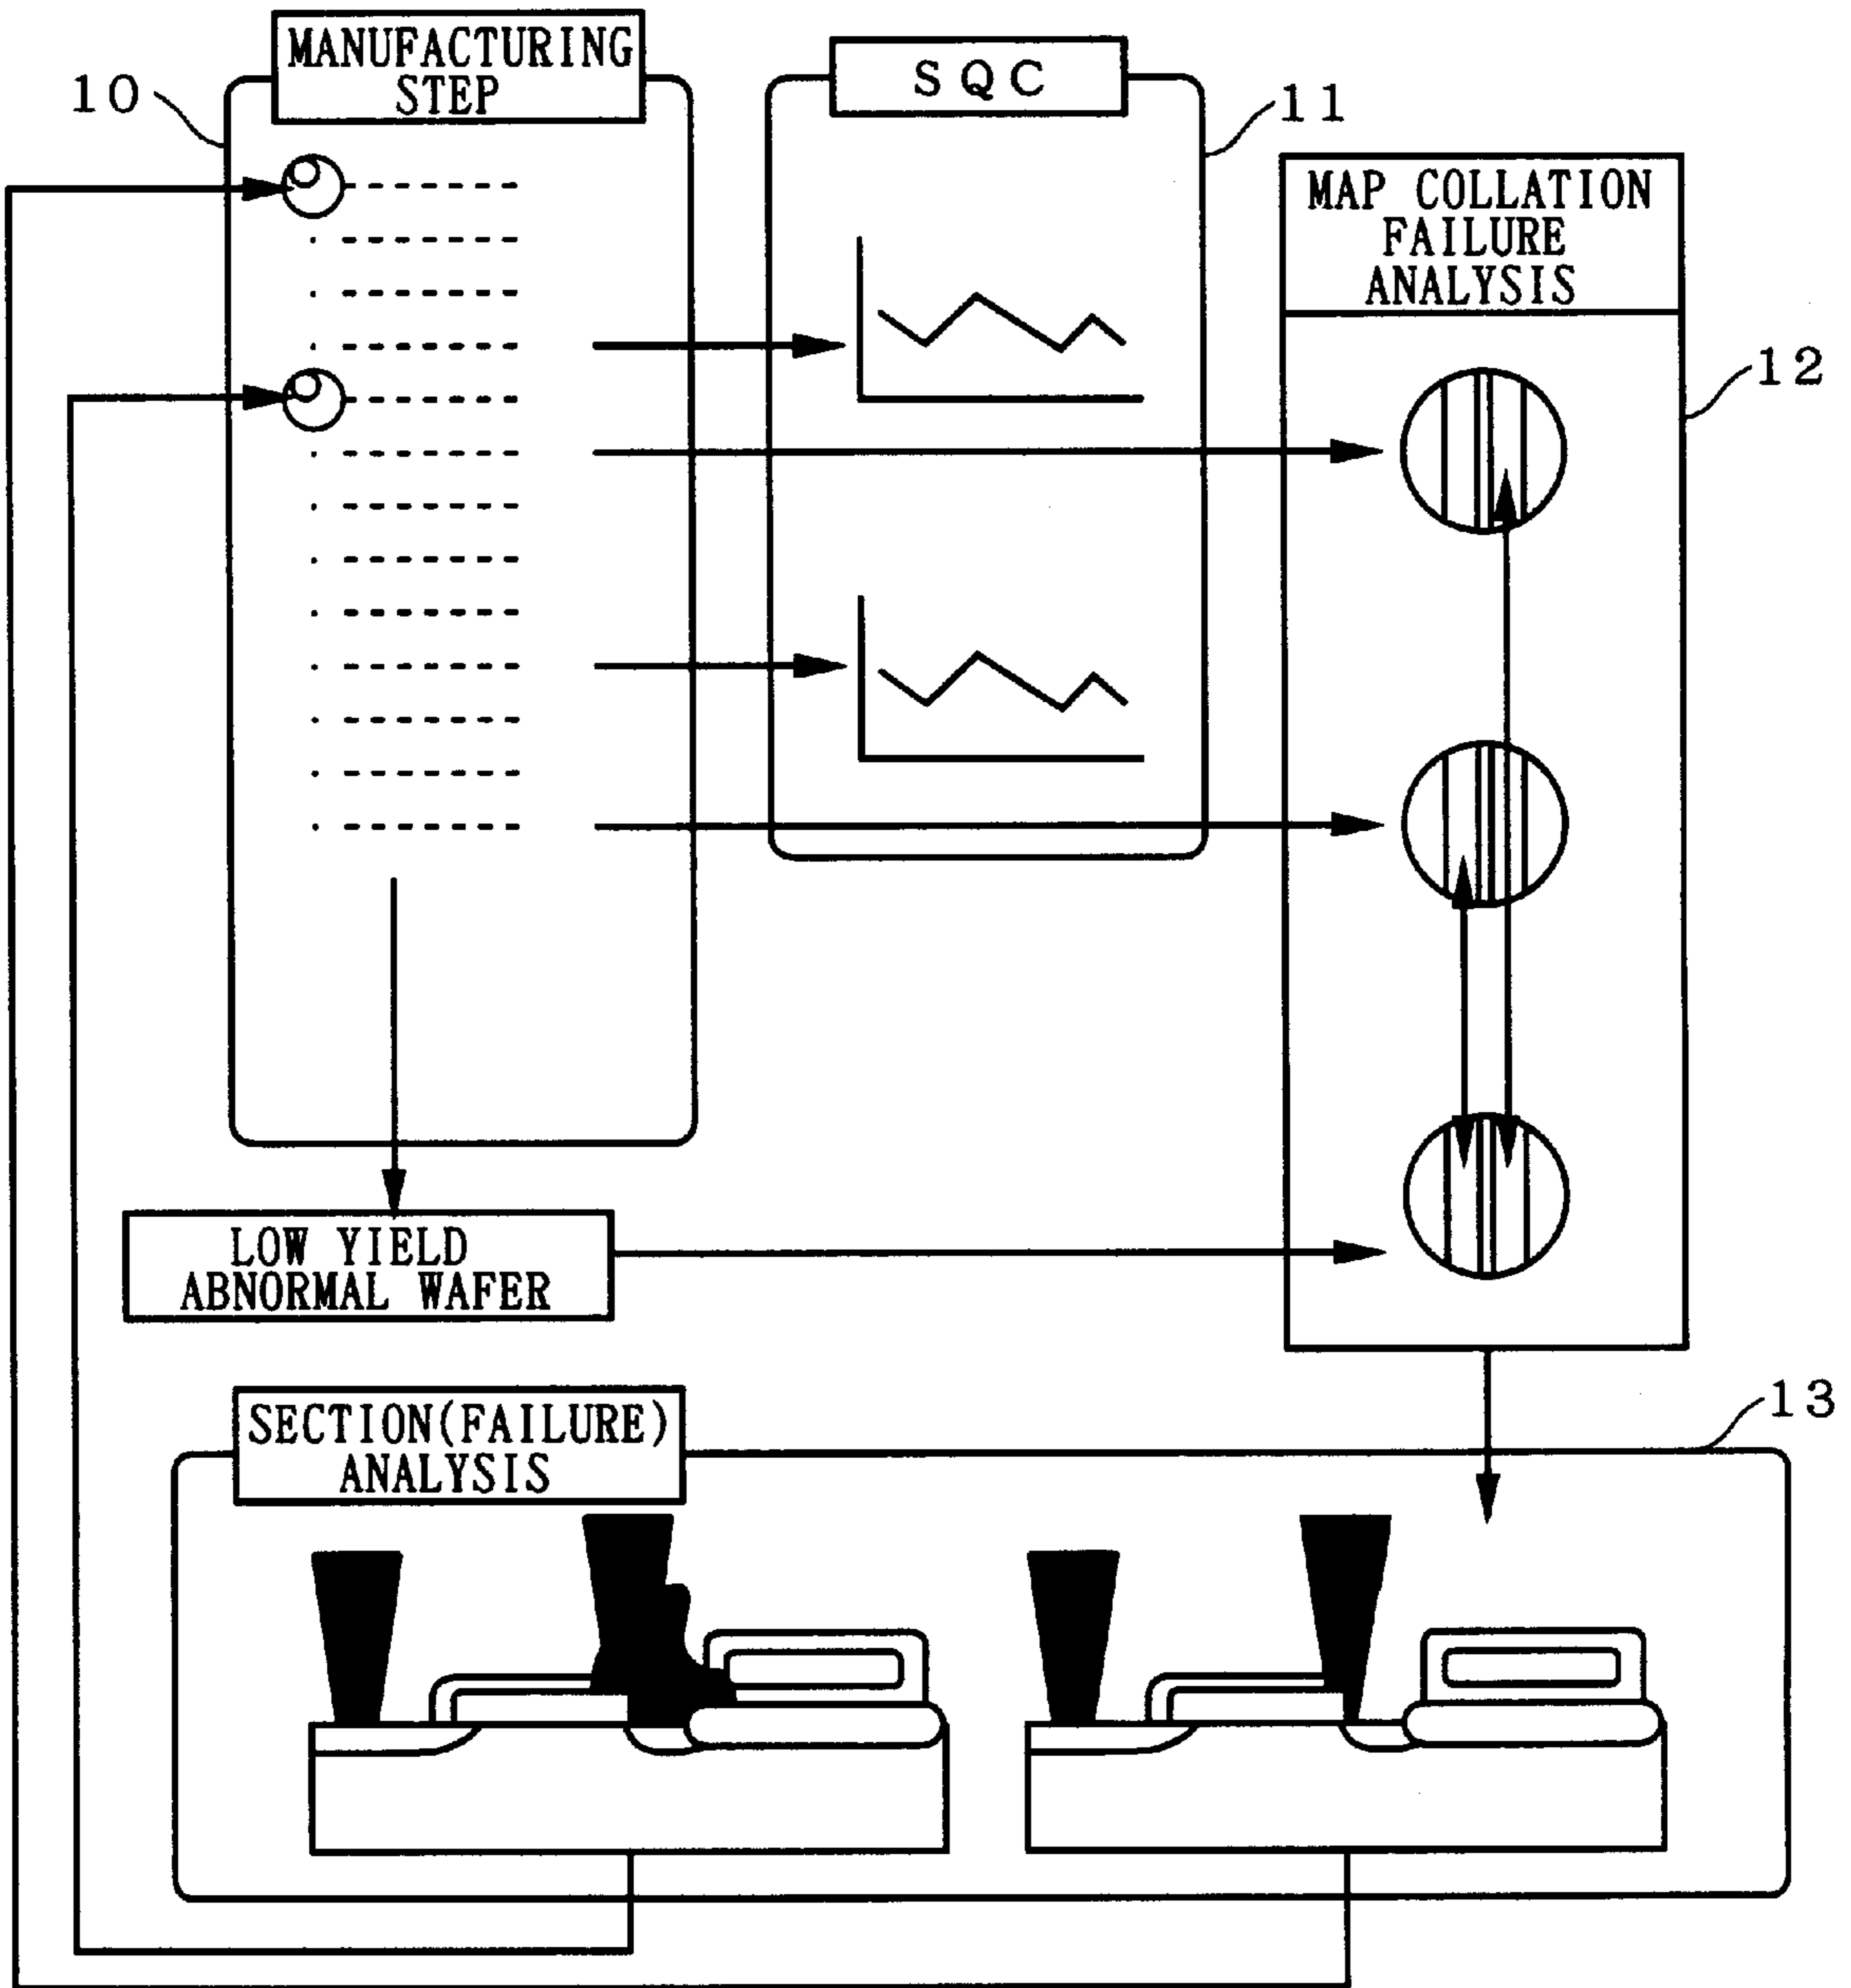 MANUFACTURING
STEP
10
SQC
11
MAP COLLATION
FAILURE
ANALYSIS
12
LOW YIELD
ABNORMAL WAFER
SECTION(FAILURE)
ANALYSIS
13